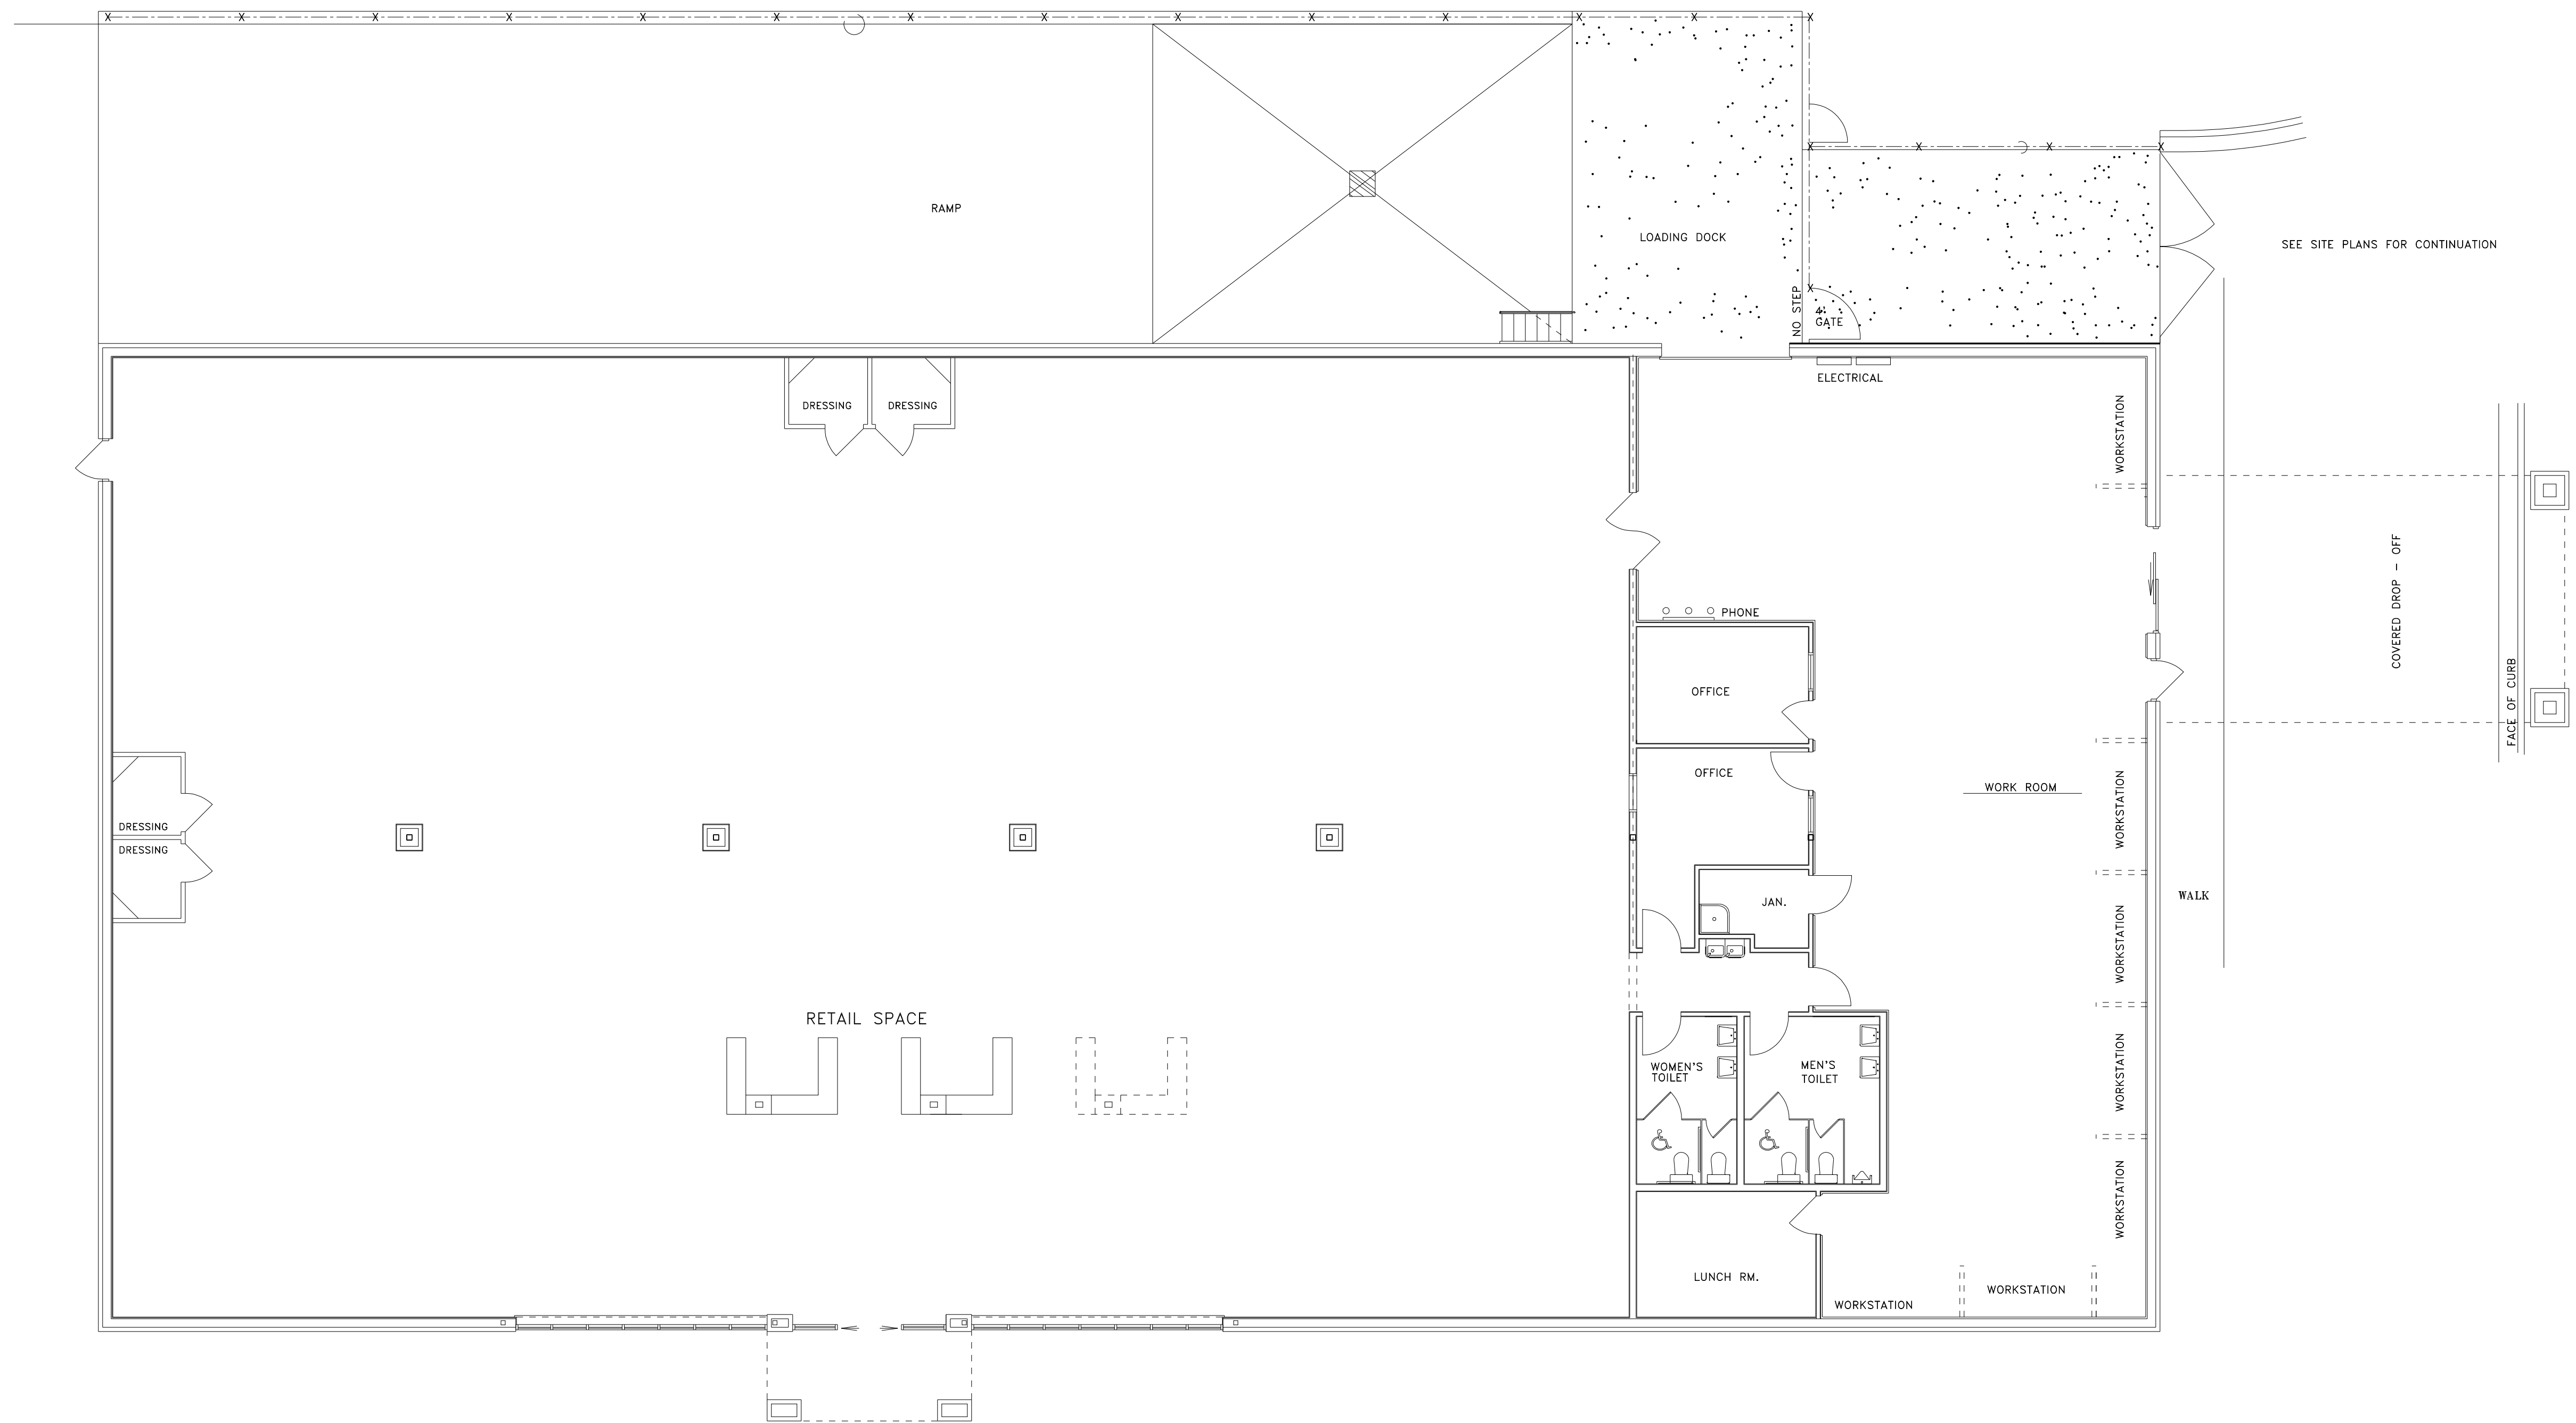 RAMP
LOADING DOCK
SEE SITE PLANS FOR CONTINUATION
NO STEP
4'
GATE
ELECTRICAL
DRESSING
DRESSING
WORKSTATION
COVERED DROP - OFF
PHONE
OFFICE
FACE OF CURB
OFFICE
WORK ROOM
WORKSTATION
DRESSING
DRESSING
WALK
JAN.
WORKSTATION
RETAIL SPACE
WOMEN'S
TOILET
MEN'S
TOILET
WORKSTATION
WORKSTATION
LUNCH RM.
WORKSTATION
WORKSTATION